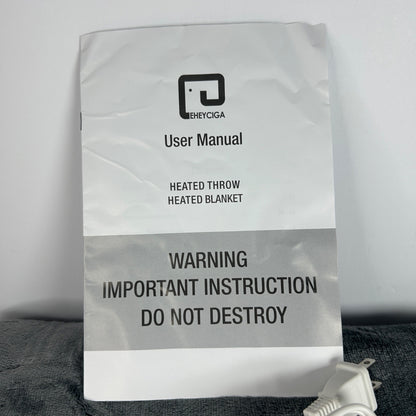 EHEYCIGA
User Manual
HEATED THROW
HEATED BLANKET
WARNING
IMPORTANT INSTRUCTION
DO NOT DESTROY